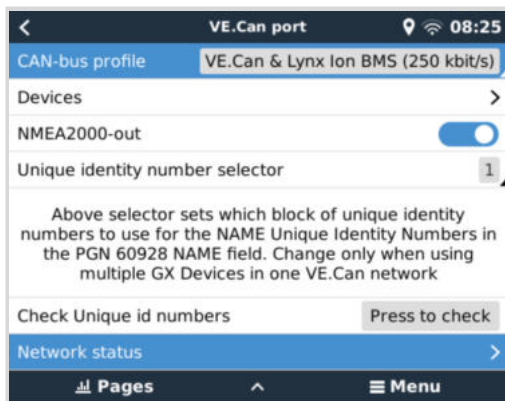 VE.Can port 08:25
CAN-bus profile VE.Can & Lynx Ion BMS (250 kbit/s)
Devices
NMEA2000-out
Unique identity number selector 1
Above selector sets which block of unique identity
numbers to use for the NAME Unique Identity Numbers in
the PGN 60928 NAME field. Change only when using
multiple GX Devices in one VE.Can network
Check Unique id numbers Press to check
Network status
Pages Menu